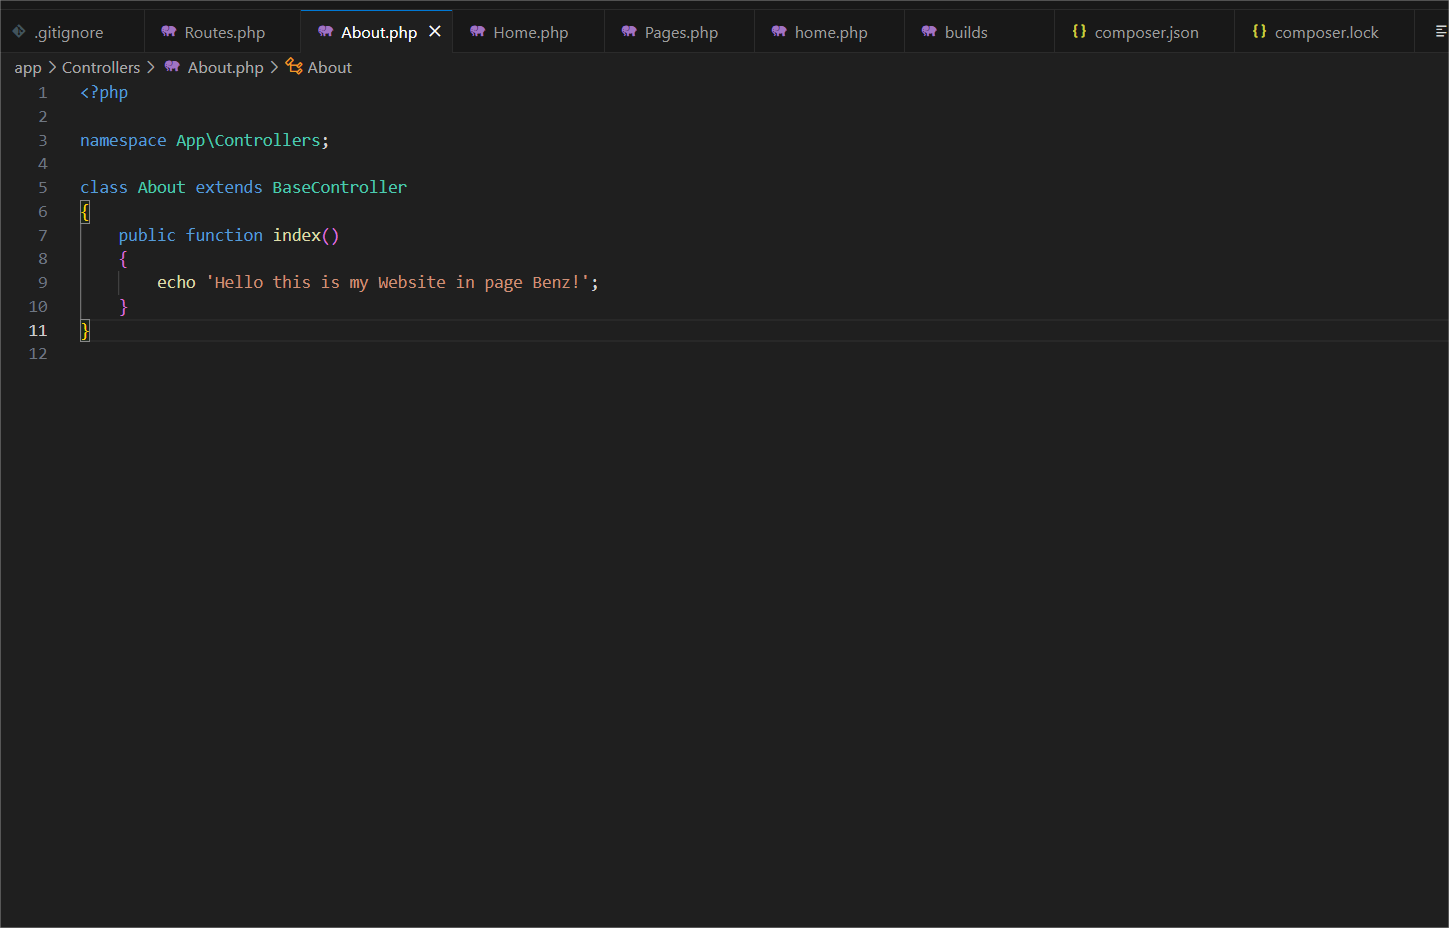 .gitignore Routes.php About.php Home.php Pages.php home.php builds {} composer.json {} composer.lock
app > Controllers > About.php > About
1 <?php
2
3 namespace App\Controllers;
4
5 class About extends BaseController
6 {
7 public function index()
8 {
9 echo 'Hello this is my Website in page Benz!';
10 }
11 }
12